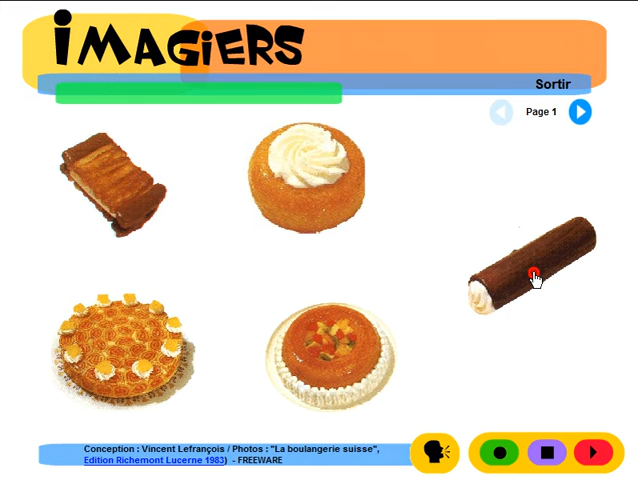 iMAGiERS
Sortir
Page 1
Conception : Vincent Lefrançois / Photos : "La boulangerie suisse",
Edition Richemont Lucerne 1983) - FREEWARE